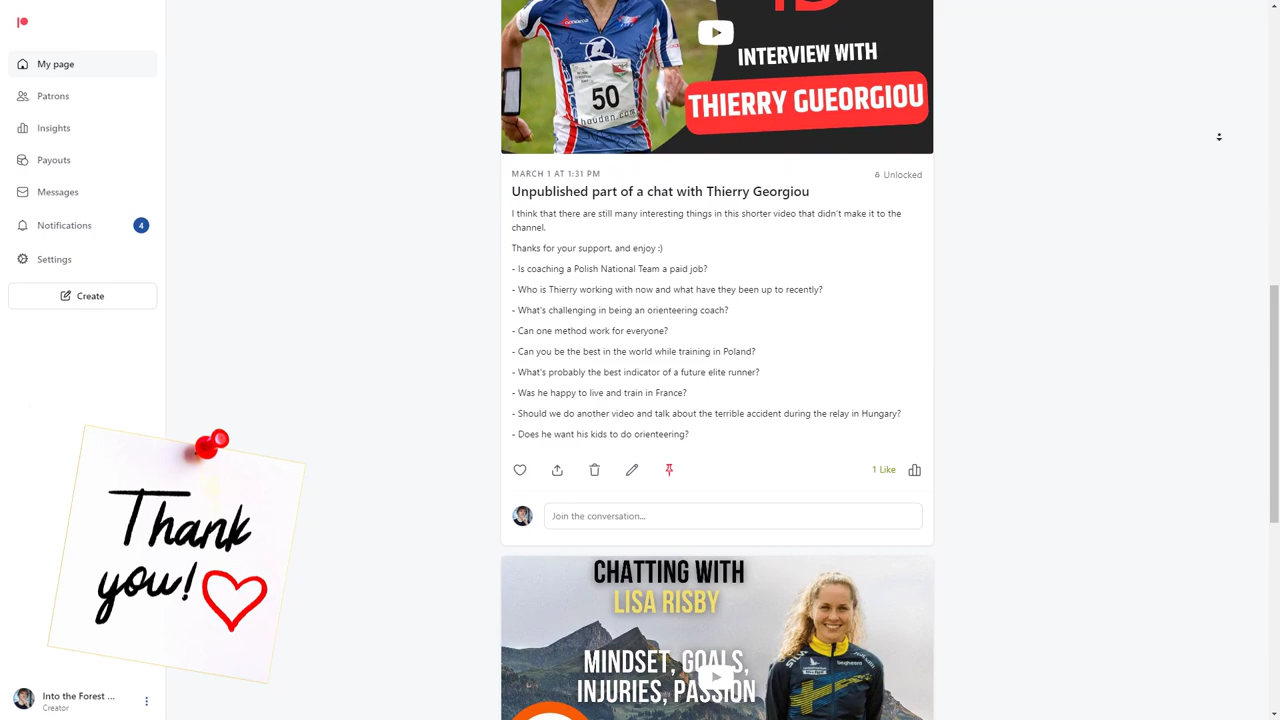 My page
Patrons
Insights
Payouts
Messages
Notifications
4
Settings
Create
50
houden.com
INTERVIEW WITH
THIERRY GUEORGIOU
MARCH 1 AT 1:31 PM
Unlocked
Unpublished part of a chat with Thierry Georgiou
I think that there are still many interesting things in this shorter video that didn't make it to the
channel.
Thanks for your support, and enjoy :)
- Is coaching a Polish National Team a paid job?
- Who is Thierry working with now and what have they been up to recently?
- What's challenging in being an orienteering coach?
- Can one method work for everyone?
- Can you be the best in the world while training in Poland?
- What's probably the best indicator of a future elite runner?
- Was he happy to live and train in France?
- Should we do another video and talk about the terrible accident during the relay in Hungary?
- Does he want his kids to do orienteering?
1 Like
Join the conversation...
Thank
you!
CHATTING WITH
LISA RISBY
MINDSET, GOALS,
INJURIES, PASSION
Into the Forest ...
Creator